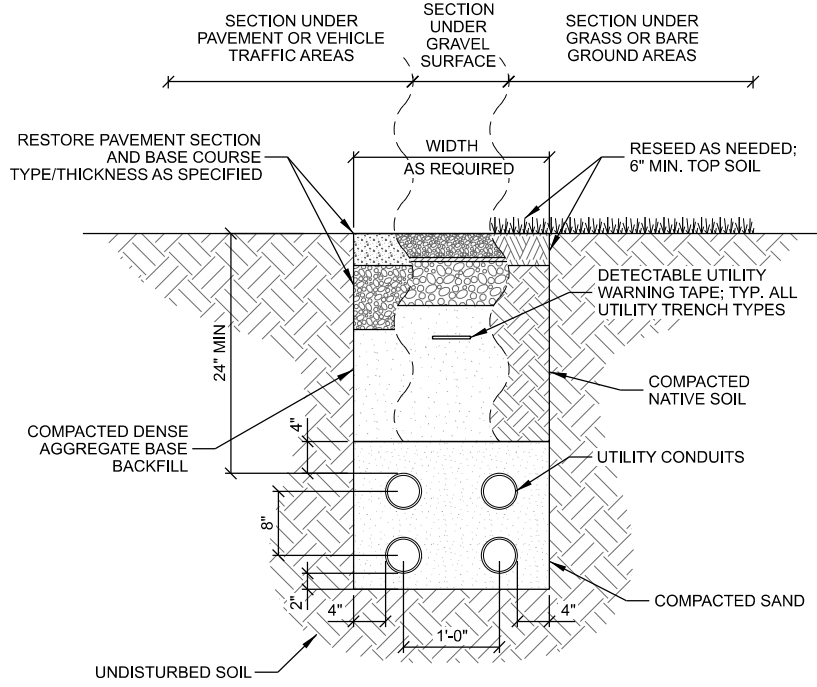 SECTION UNDER
PAVEMENT OR VEHICLE
TRAFFIC AREAS
SECTION
UNDER
GRAVEL
SURFACE
SECTION UNDER
GRASS OR BARE
GROUND AREAS
RESTORE PAVEMENT SECTION
AND BASE COURSE
TYPE/THICKNESS AS SPECIFIED
WIDTH
AS REQUIRED
RESEED AS NEEDED;
6" MIN. TOP SOIL
DETECTABLE UTILITY
WARNING TAPE; TYP. ALL
UTILITY TRENCH TYPES
24" MIN
COMPACTED
NATIVE SOIL
COMPACTED DENSE
AGGREGATE BASE
BACKFILL
4"
UTILITY CONDUITS
8"
2"
4"
1'-0"
4"
COMPACTED SAND
UNDISTURBED SOIL